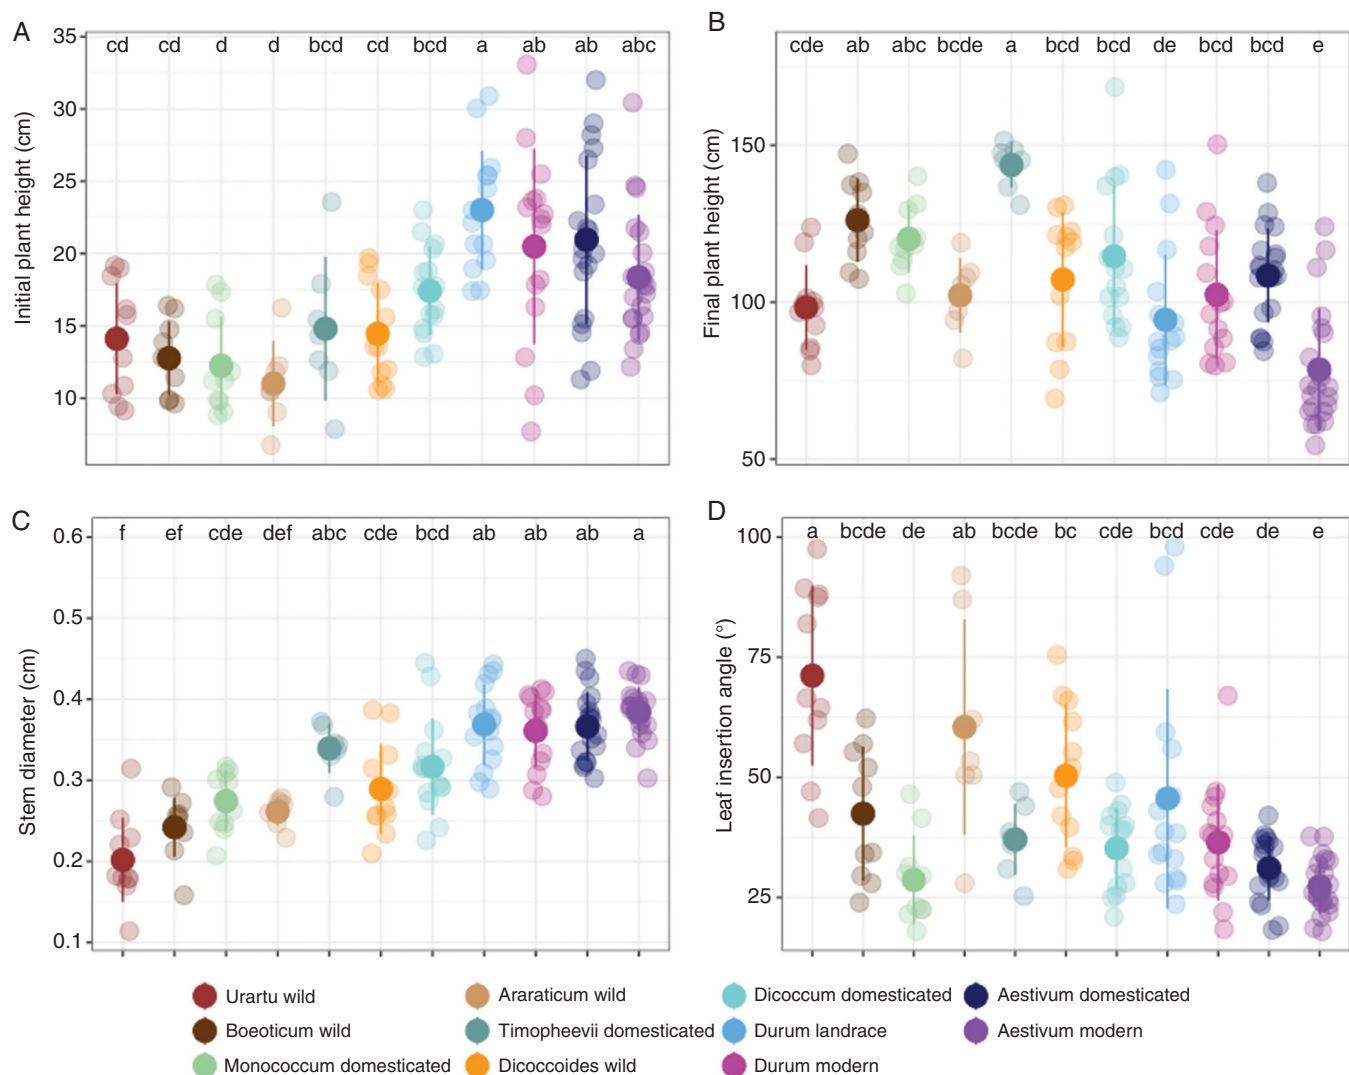 A
Initial plant height (cm)
35
30
25
20
15
10
cd cd d d bcd cd bcd a ab ab abc
B
Final plant height (cm)
150
100
50
cde ab abc bcde a bcd bcd de bcd bcd e
C
Stem diameter (cm)
0.6
0.5
0.4
0.3
0.2
0.1
f ef cde def abc cde bcd ab ab ab a
D
Leaf insertion angle (°)
100
75
50
25
a bcde de ab bcde bc cde bcd cde de e
Urartu wild
Boeoticum wild
Monococcum domesticated
Araraticum wild
Timopheevii domesticated
Dicoccoides wild
Dicoccum domesticated
Durum landrace
Durum modern
Aestivum domesticated
Aestivum modern